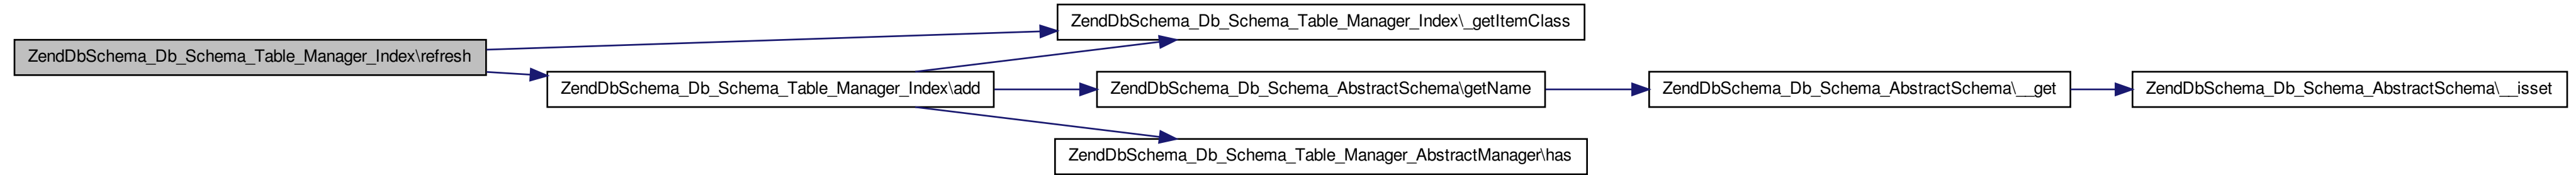 ZendDbSchema_Db_Schema_Table_Manager_Index\refresh
ZendDbSchema_Db_Schema_Table_Manager_Index\_getItemClass
ZendDbSchema_Db_Schema_Table_Manager_Index\add
ZendDbSchema_Db_Schema_AbstractSchema\getName
ZendDbSchema_Db_Schema_AbstractSchema\__get
ZendDbSchema_Db_Schema_AbstractSchema\__isset
ZendDbSchema_Db_Schema_Table_Manager_AbstractManager\has